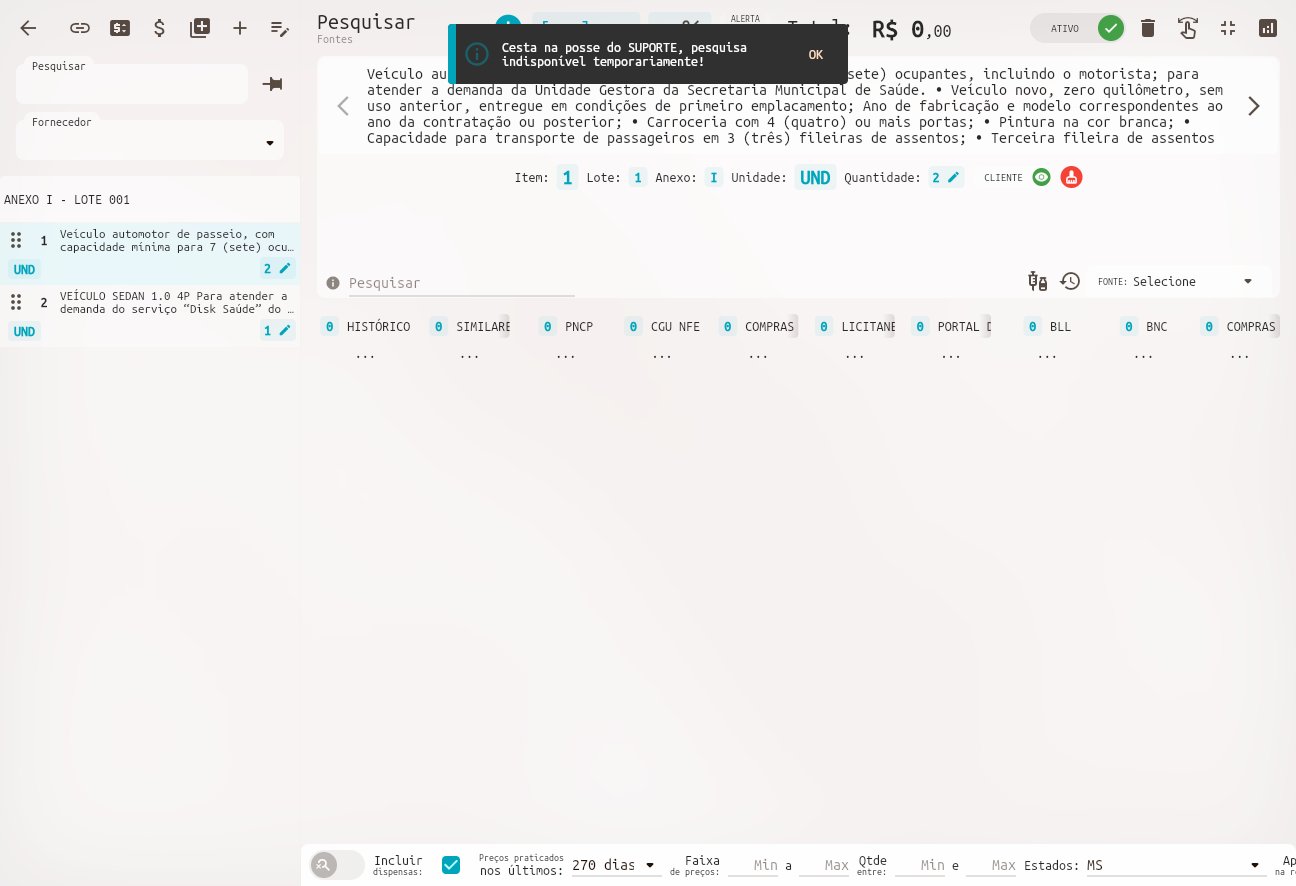 Pesquisar
Fontes
ALERTA
R$ 0,00
ATIVO
Cesta na posse do SUPORTE, pesquisa
indisponível temporariamente!
OK
Pesquisar
Fornecedor
ANEXO I - LOTE 001
1
Veículo automotor de passeio, com
capacidade mínima para 7 (sete) ocu…
UND
2
2
VEÍCULO SEDAN 1.0 4P Para atender a
demanda do serviço “Disk Saúde” do …
UND
1
Veículo (sete) ocupantes, incluindo o motorista; para
atender a demanda da Unidade Gestora da Secretaria Municipal de Saúde. • Veículo novo, zero quilômetro, sem
uso anterior, entregue em condições de primeiro emplacamento; Ano de fabricação e modelo correspondentes ao
ano da contratação ou posterior; • Carroceria com 4 (quatro) ou mais portas; • Pintura na cor branca; •
Capacidade para transporte de passageiros em 3 (três) fileiras de assentos; • Terceira fileira de assentos
Item: 1 Lote: 1 Anexo: I Unidade: UND Quantidade: 2 CLIENTE
Pesquisar
FONTE: Selecione
0 HISTÓRICO 0 SIMILARE 0 PNCP 0 CGU NFE 0 COMPRAS 0 LICITANE 0 PORTAL D 0 BLL 0 BNC 0 COMPRAS
... ... ... ... ... ... ... ... ... ...
Incluir
dispensas:
Preços praticados
nos últimos: 270 dias
Faixa
de preços: Min a Max
Qtde
entre: Min e Max
Estados: MS